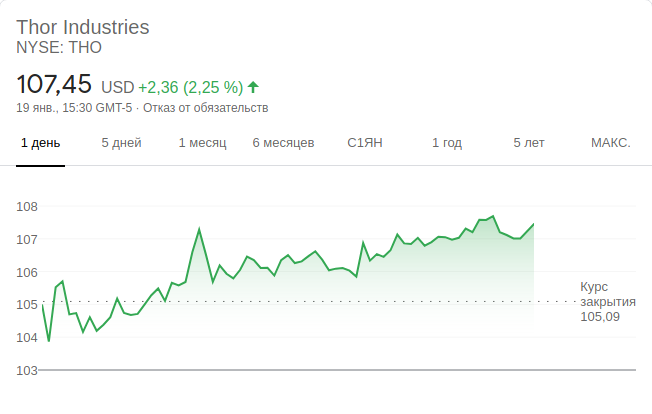 Thor Industries
NYSE: THO
107,45 USD +2,36 (2,25 %)
19 янв., 15:30 GMT-5 · Отказ от обязательств
1 день 5 дней 1 месяц 6 месяцев С1ЯН 1 год 5 лет МАКС.
108
107
106
105
104
103
Курс
закрытия
105,09